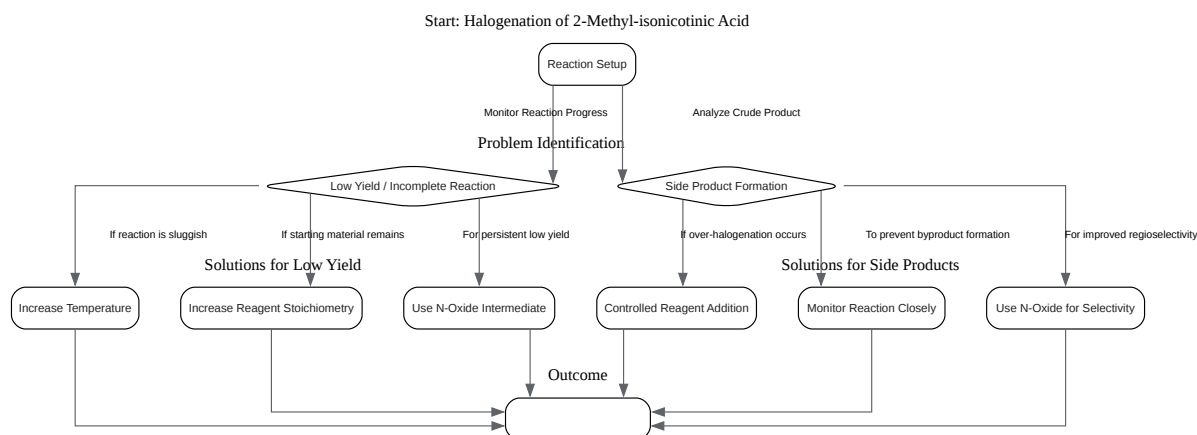 Start: Halogenation of 2-Methyl-isonicotinic Acid
Reaction Setup
Monitor Reaction Progress
Analyze Crude Product
Problem Identification
Low Yield / Incomplete Reaction
Side Product Formation
If reaction is sluggish
If starting material remains
For persistent low yield
If over-halogenation occurs
To prevent byproduct formation
For improved regioselectivity
Solutions for Low Yield
Solutions for Side Products
Increase Temperature
Increase Reagent Stoichiometry
Use N-Oxide Intermediate
Controlled Reagent Addition
Monitor Reaction Closely
Use N-Oxide for Selectivity
Outcome